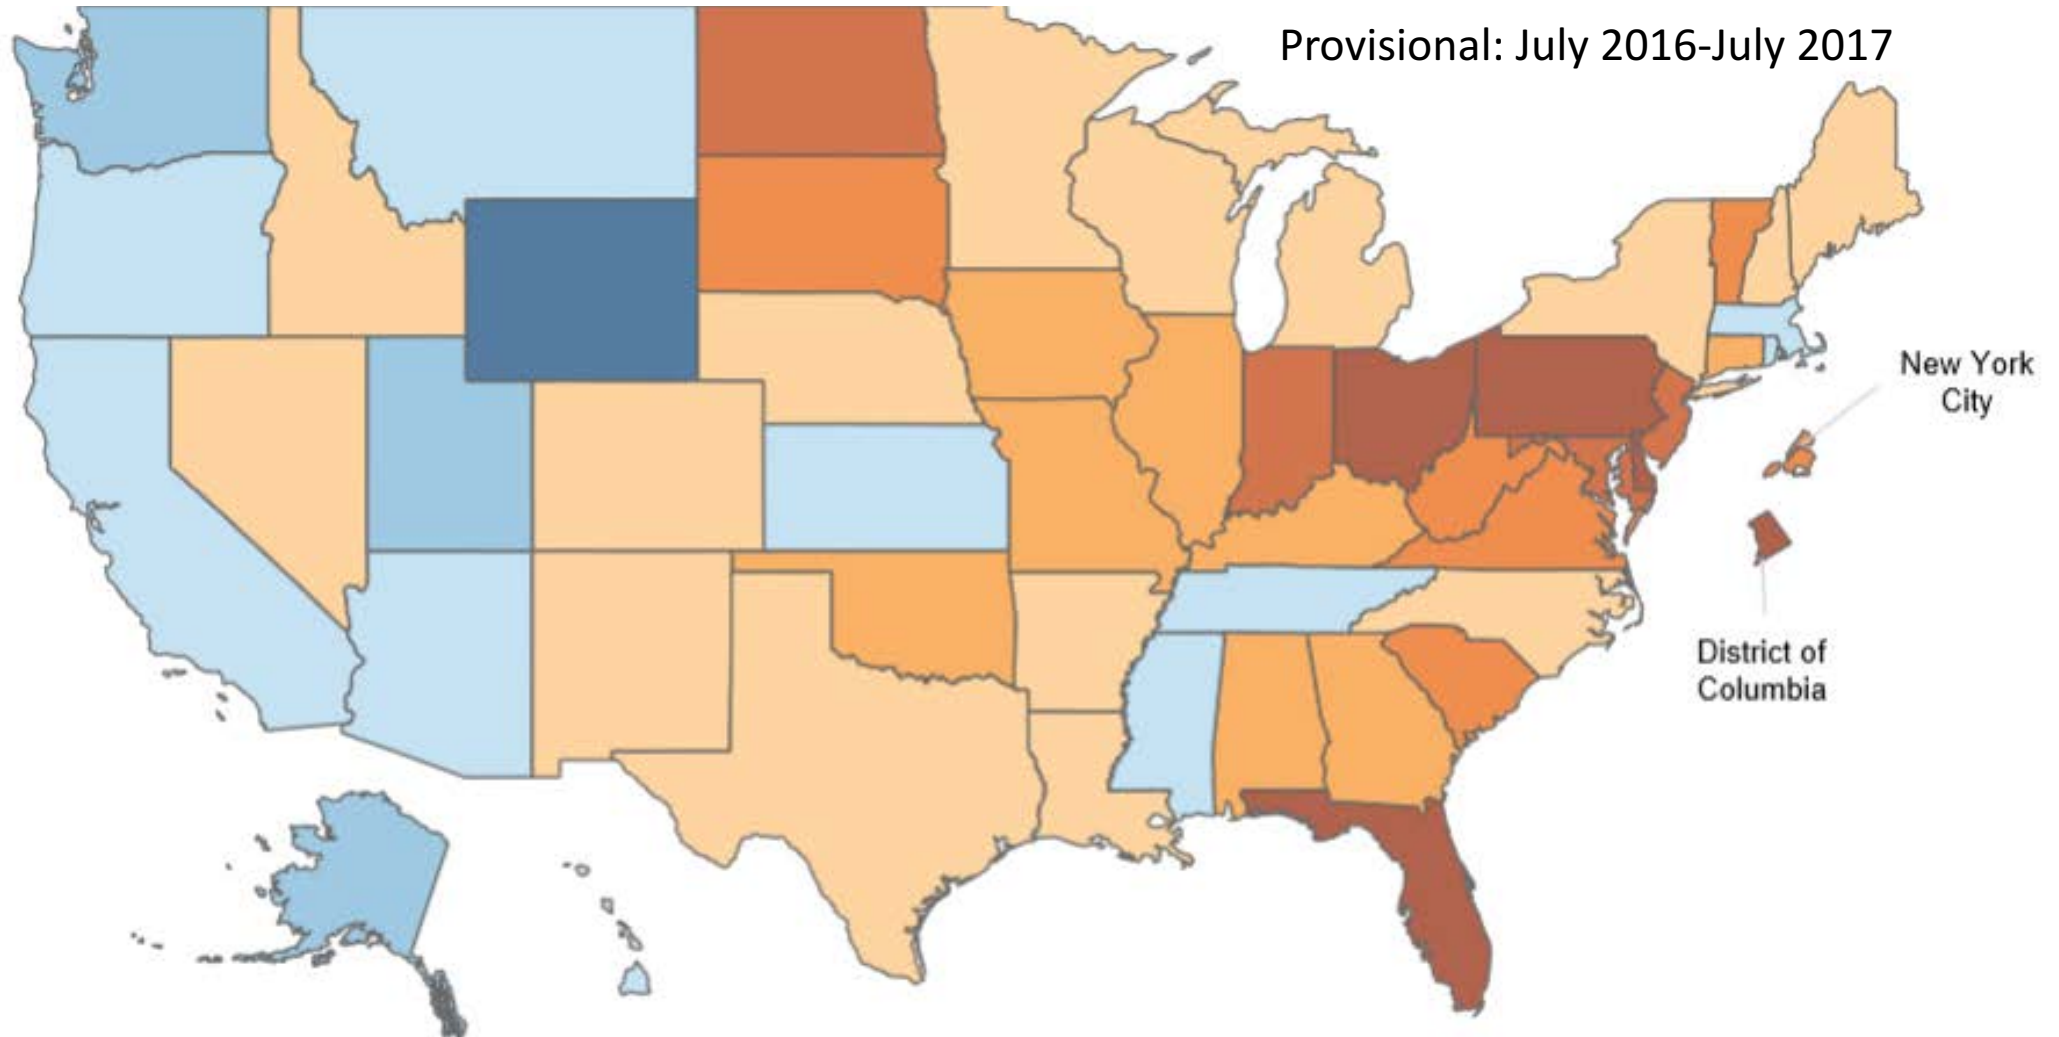 Provisional: July 2016-July 2017
New York
City
District of
Columbia